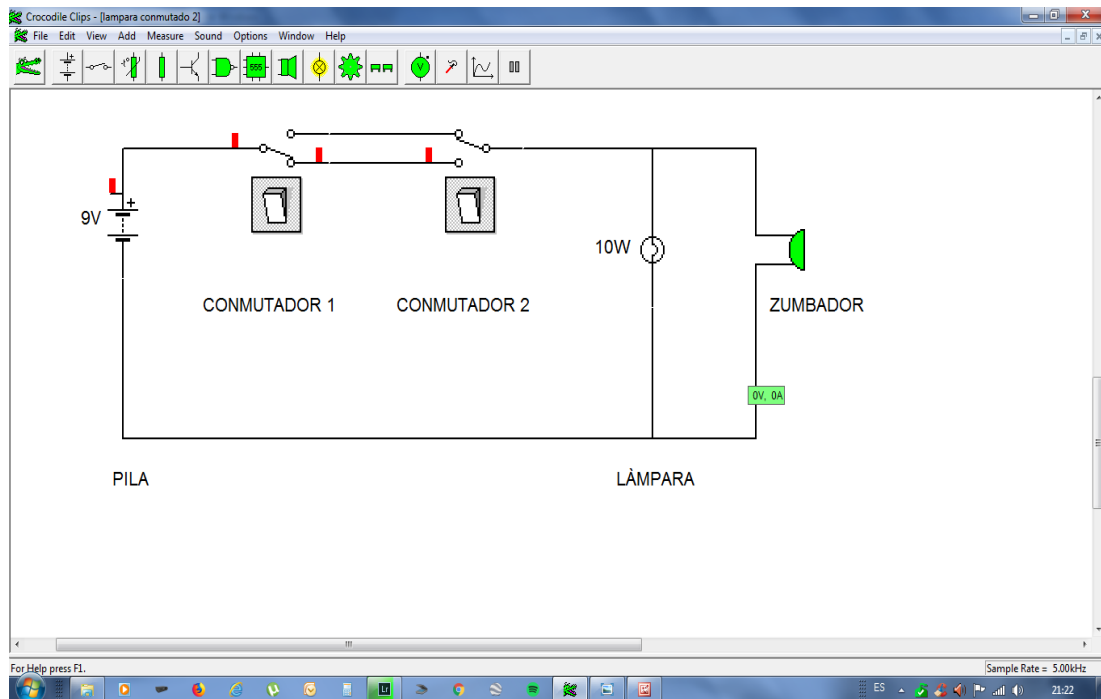 Crocodile Clips - [lampara conmutado 2]
File Edit View Add Measure Sound Options Window Help
555
V
9V
+
10W
CONMUTADOR 1
CONMUTADOR 2
ZUMBADOR
0V, 0A
PILA
LÀMPARA
For Help press F1.
Sample Rate = 5.00kHz
Lr
ES
21:22